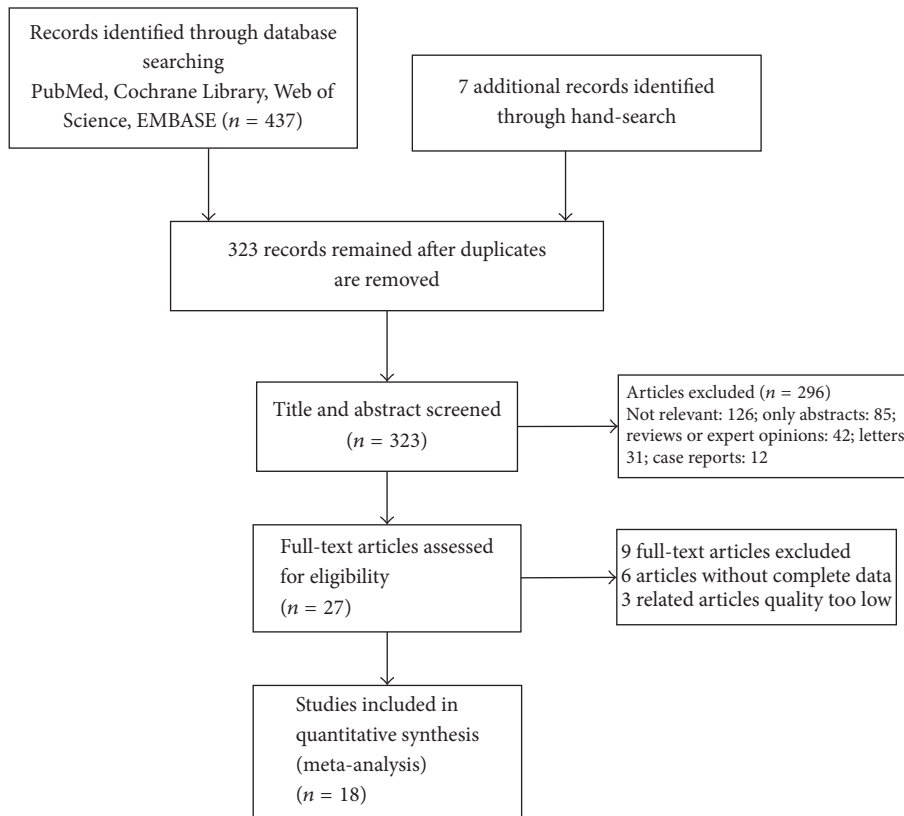 Records identified through database
searching
PubMed, Cochrane Library, Web of
Science, EMBASE (n = 437)
7 additional records identified
through hand-search
323 records remained after duplicates
are removed
Title and abstract screened
(n = 323)
Articles excluded (n = 296)
Not relevant: 126; only abstracts: 85;
reviews or expert opinions: 42; letters
31; case reports: 12
Full-text articles assessed
for eligibility
(n = 27)
9 full-text articles excluded
6 articles without complete data
3 related articles quality too low
Studies included in
quantitative synthesis
(meta-analysis)
(n = 18)